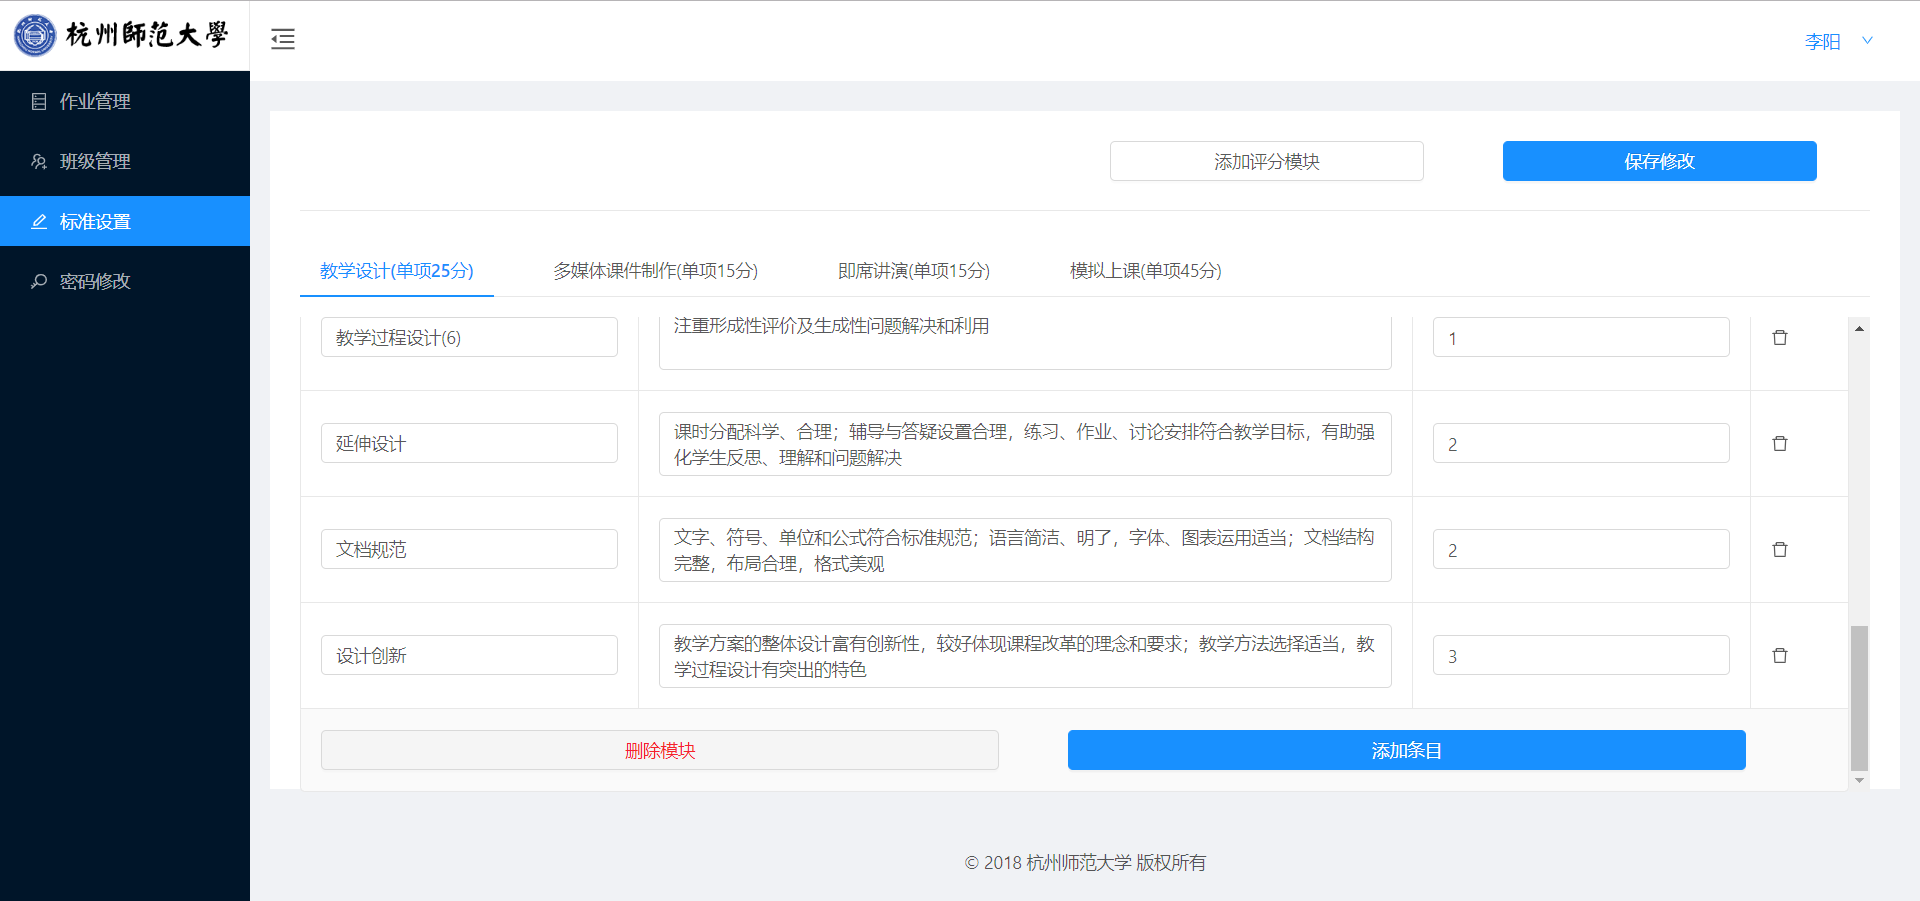 杭州師范大學
李阳
作业管理
班级管理
标准设置
密码修改
添加评分模块
保存修改
教学设计(单项25分)
多媒体课件制作(单项15分)
即席讲演(单项15分)
模拟上课(单项45分)
教学过程设计(6)
注重形成性评价及生成性问题解决和利用
1
延伸设计
课时分配科学、合理；辅导与答疑设置合理，练习、作业、讨论安排符合教学目标，有助强
化学生反思、理解和问题解决
2
文档规范
文字、符号、单位和公式符合标准规范；语言简洁、明了，字体、图表运用适当；文档结构
完整，布局合理，格式美观
2
设计创新
教学方案的整体设计富有创新性，较好体现课程改革的理念和要求；教学方法选择适当，教
学过程设计有突出的特色
3
删除模块
添加条目
© 2018 杭州师范大学 版权所有